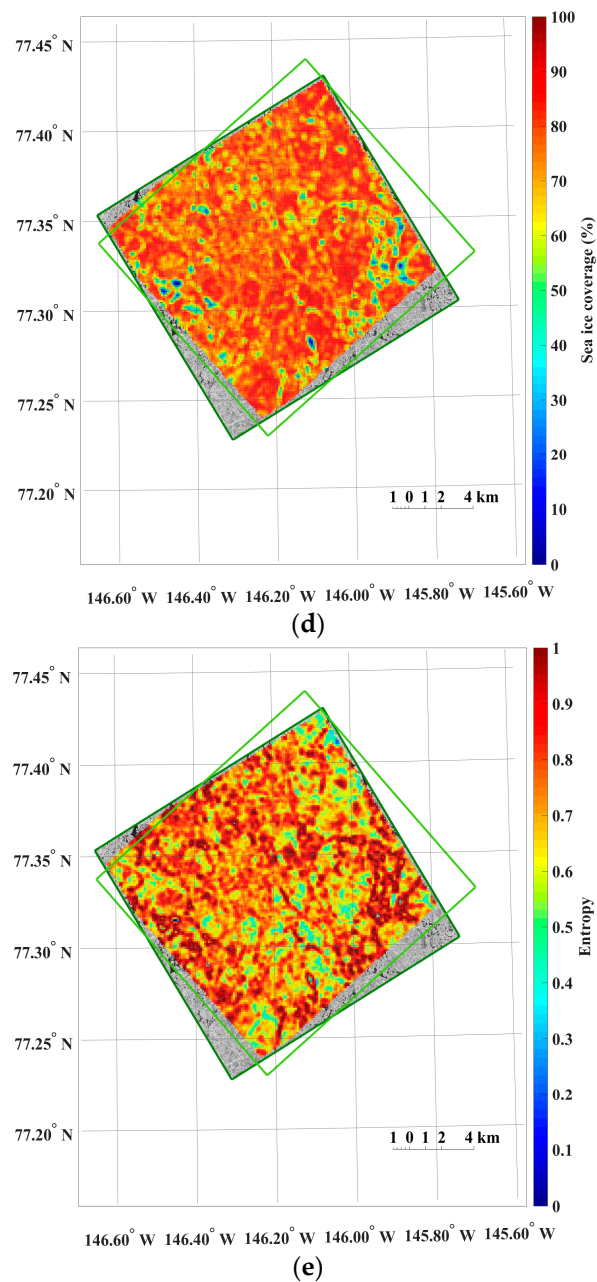 77.45° N
77.40° N
77.35° N
77.30° N
77.25° N
77.20° N
146.60° W 146.40° W 146.20° W 146.00° W 145.80° W 145.60° W
1 0 1 2 4 km
100
90
80
70
60
50
40
30
20
10
0
Sea ice coverage (%)
(d)
77.45° N
77.40° N
77.35° N
77.30° N
77.25° N
77.20° N
146.60° W 146.40° W 146.20° W 146.00° W 145.80° W 145.60° W
1 0 1 2 4 km
1
0.9
0.8
0.7
0.6
0.5
0.4
0.3
0.2
0.1
0
Entropy
(e)